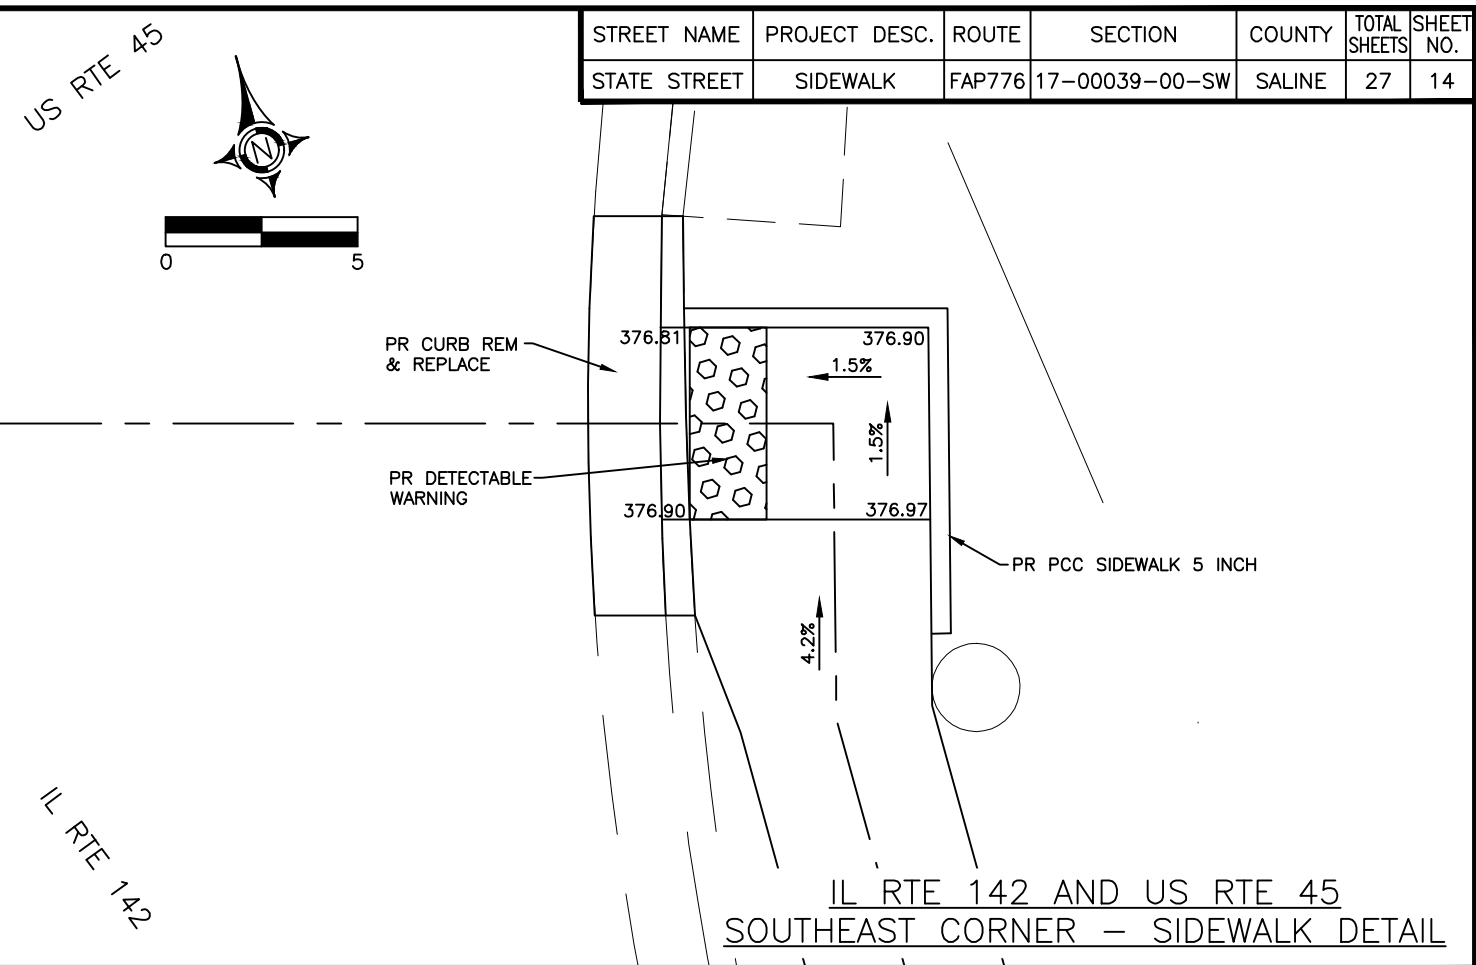 STREET NAME PROJECT DESC. ROUTE SECTION COUNTY TOTAL SHEETS SHEET NO.
STATE STREET SIDEWALK FAP776 17-00039-00-SW SALINE 27 14
US RTE 45
N
0 5
PR CURB REM
& REPLACE
376.81 376.90
1.5%
1.5%
PR DETECTABLE
WARNING
376.90 376.97
PR PCC SIDEWALK 5 INCH
4.2%
IL RTE 142
IL RTE 142 AND US RTE 45
SOUTHEAST CORNER – SIDEWALK DETAIL